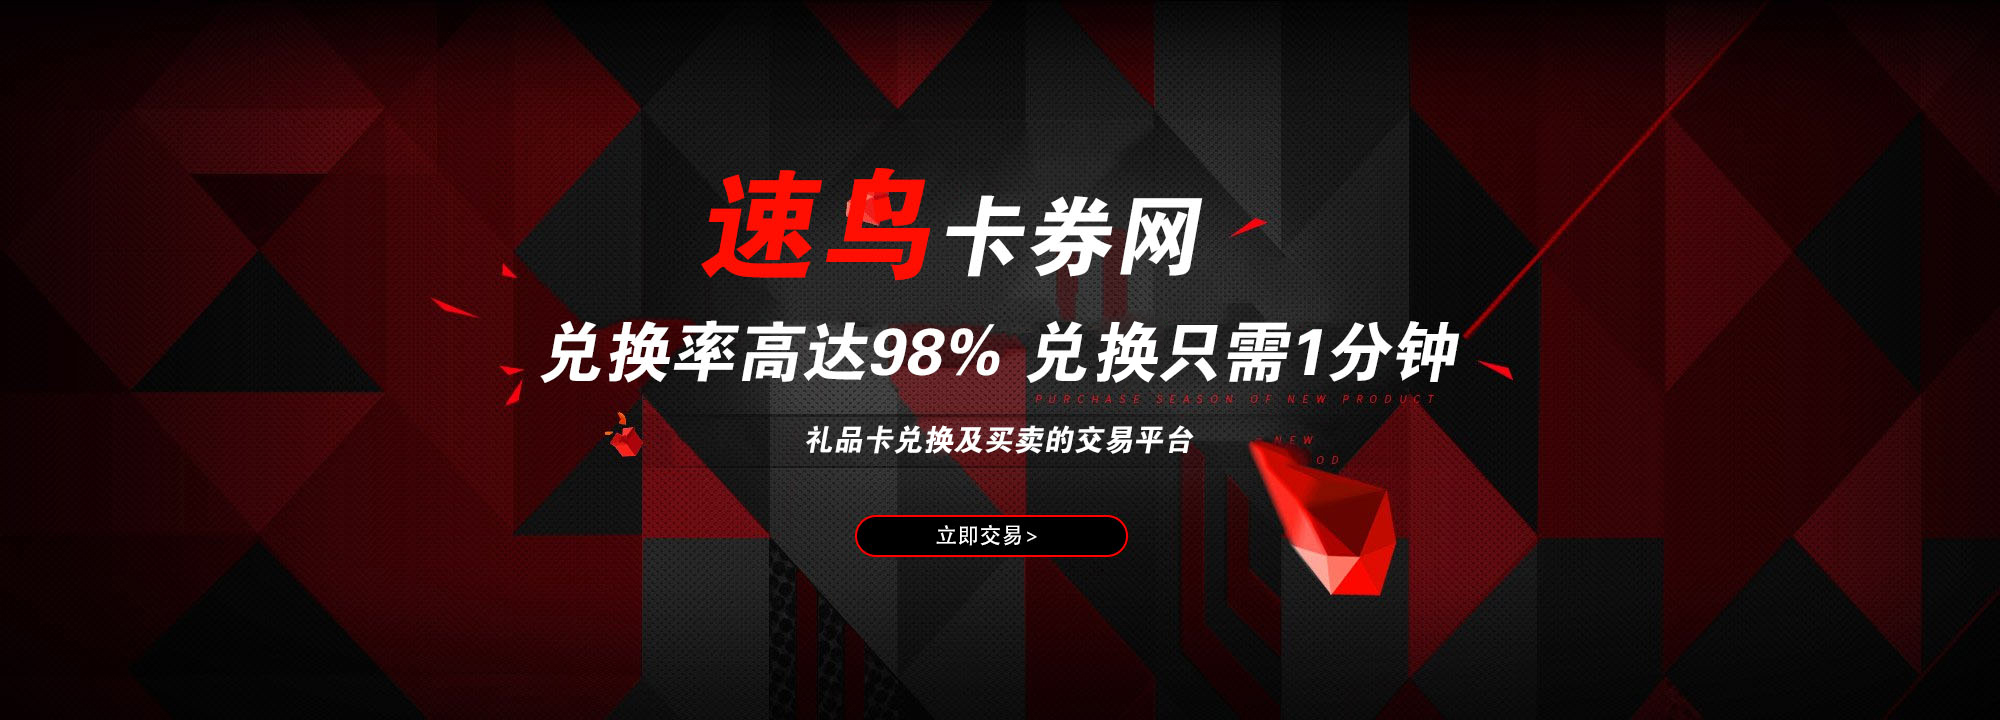 速鸟卡券网
兑换率高达98% 兑换只需1分钟
PURCHASE SEASON OF NEW PRODUCT
礼品卡兑换及买卖的交易平台
NEW
立即交易>